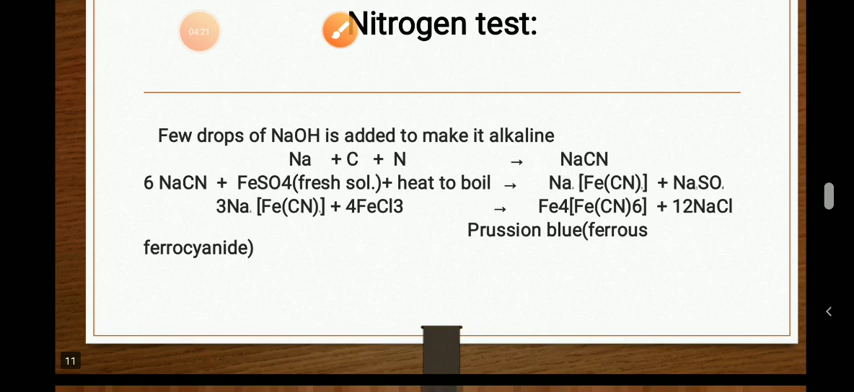 04:21
Nitrogen test:
Few drops of NaOH is added to make it alkaline
Na + C + N → NaCN
6 NaCN + FeSO4(fresh sol.)+ heat to boil → Na [Fe(CN)] + NaSO
3Na [Fe(CN)] + 4FeCl3 → Fe4[Fe(CN)6] + 12NaCl
Prussion blue(ferrous
ferrocyanide)
11